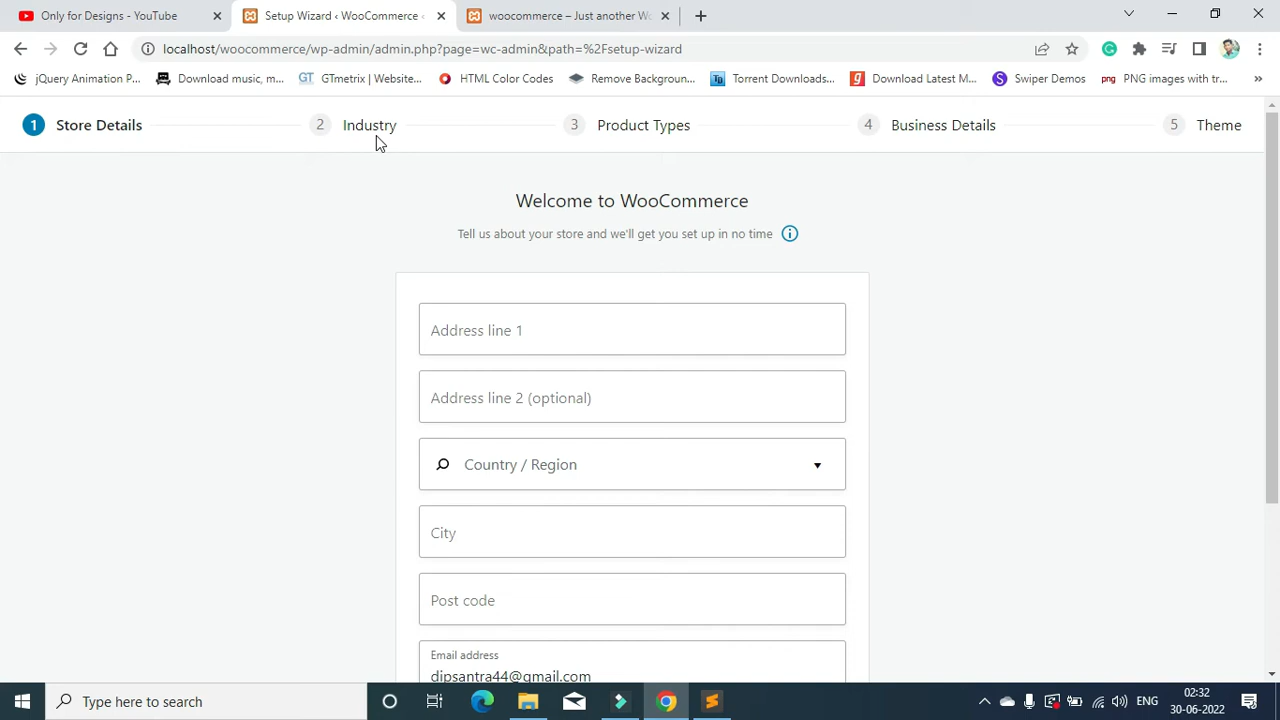 Only for Designs - YouTube
Setup Wizard ‹ WooCommerce ‹
woocommerce – Just another Wo
localhost/woocommerce/wp-admin/admin.php?page=wc-admin&path=%2Fsetup-wizard
jQuery Animation P...
Download music, m...
GT
GTmetrix | Website...
HTML Color Codes
Remove Backgroun...
Torrent Downloads...
Download Latest M...
S
Swiper Demos
png
PNG images with tr...
»
1 Store Details
2 Industry
3 Product Types
4 Business Details
5 Theme
Welcome to WooCommerce
Tell us about your store and we'll get you set up in no time
Address line 1
Address line 2 (optional)
Country / Region
City
Post code
Email address
dipsantra44@gmail.com
Type here to search
ENG
02:32
30-06-2022